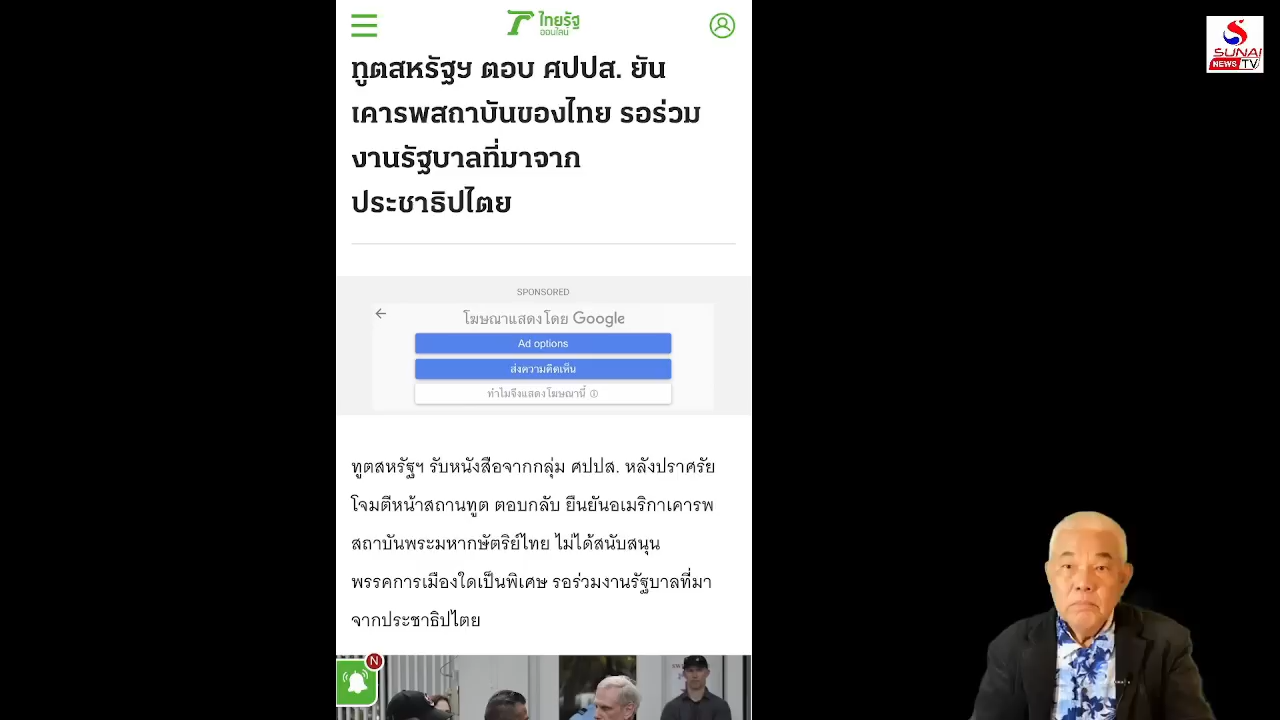 ไทยรัฐ
ออนไลน์
SUNAI
NEWS TV
ทูตสหรัฐฯ ตอบ ศปปส. ยัน
เคารพสถาบันของไทย รอร่วม
งานรัฐบาลที่มาจาก
ประชาธิปไตย
SPONSORED
โฆษณาแสดงโดย Google
Ad options
ส่งความคิดเห็น
ทำไมจึงแสดงโฆษณานี้
ทูตสหรัฐฯ รับหนังสือจากกลุ่ม ศปปส. หลังปราศรัย
โจมตีหน้าสถานทูต ตอบกลับ ยืนยันอเมริกาเคารพ
สถาบันพระมหากษัตริย์ไทย ไม่ได้สนับสนุน
พรรคการเมืองใดเป็นพิเศษ รอร่วมงานรัฐบาลที่มา
จากประชาธิปไตย
N